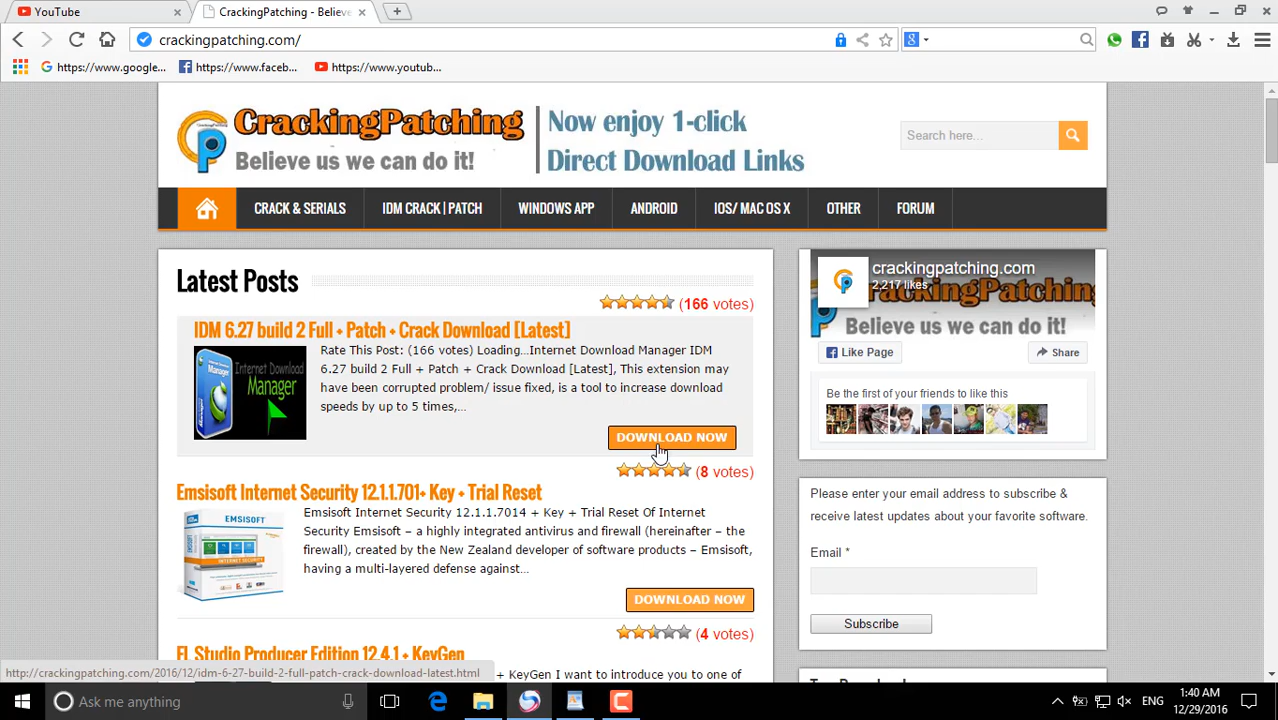 YouTube
CrackingPatching - Believe
crackingpatching.com/
https://www.google...
https://www.faceb...
https://www.youtub...
CrackingPatching
Believe us we can do it!
Now enjoy 1-click
Direct Download Links
Search here...
CRACK & SERIALS
IDM CRACK | PATCH
WINDOWS APP
ANDROID
IOS/ MAC OS X
OTHER
FORUM
Latest Posts
(166 votes)
IDM 6.27 build 2 Full + Patch + Crack Download [Latest]
Rate This Post: (166 votes) Loading...Internet Download Manager IDM
6.27 build 2 Full + Patch + Crack Download [Latest], This extension may
have been corrupted problem/ issue fixed, is a tool to increase download
speeds by up to 5 times,...
Internet Download
Manager
DOWNLOAD NOW
(8 votes)
Emsisoft Internet Security 12.1.1.701+ Key + Trial Reset
EMSISOFT
Emsisoft Internet Security 12.1.1.7014 + Key + Trial Reset Of Internet
Security Emsisoft – a highly integrated antivirus and firewall (hereinafter – the
firewall), created by the New Zealand developer of software products – Emsisoft,
having a multi-layered defense against...
DOWNLOAD NOW
(4 votes)
FL Studio Producer Edition 12.4.1 + KeyGen
+ KeyGen I want to introduce you to one of
crackingpatching.com
2,217 likes
Like Page
Share
Be the first of your friends to like this
Please enter your email address to subscribe &
receive latest updates about your favorite software.
Email *
Subscribe
http://crackingpatching.com/2016/12/idm-6-27-build-2-full-patch-crack-download-latest.html
Ask me anything
ENG
1:40 AM
12/29/2016